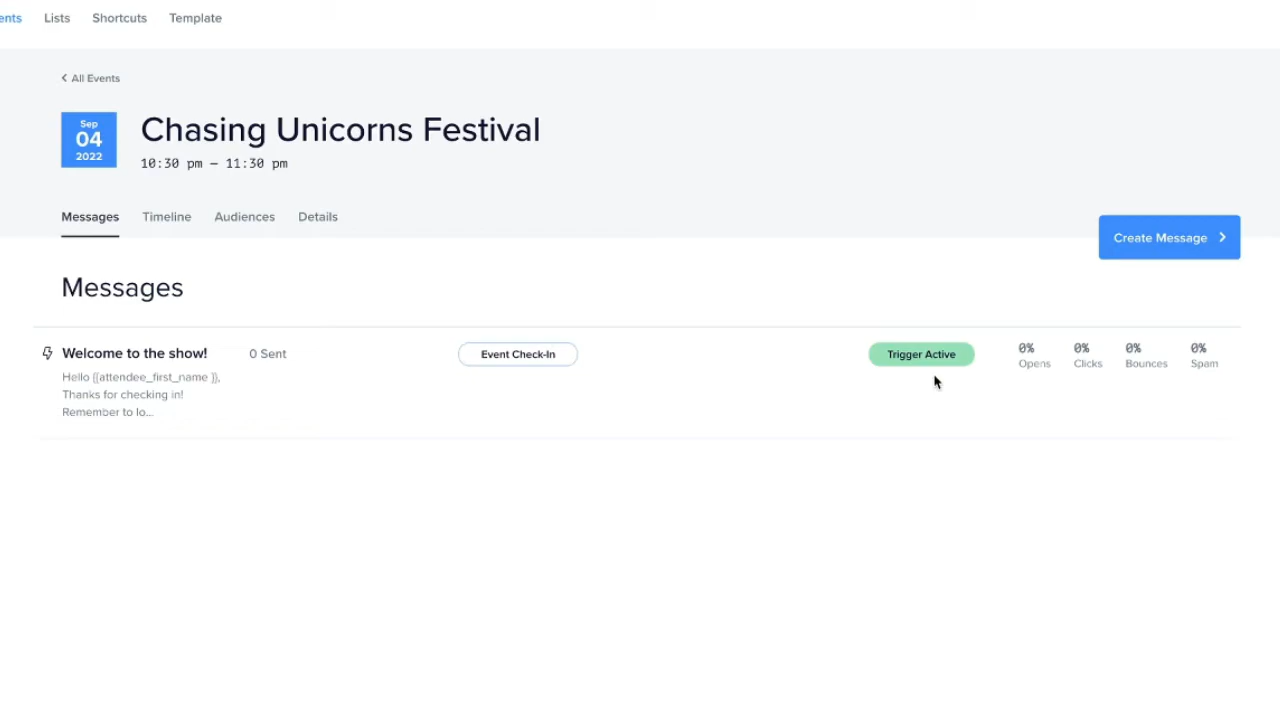 ents Lists Shortcuts Template
All Events
Sep
04
2022
Chasing Unicorns Festival
10:30 pm – 11:30 pm
Messages Timeline Audiences Details
Create Message
Messages
Welcome to the show! 0 Sent Event Check-In Trigger Active 0% 0% 0% 0%
Opens Clicks Bounces Spam
Hello {{attendee_first_name }},
Thanks for checking in!
Remember to lo...